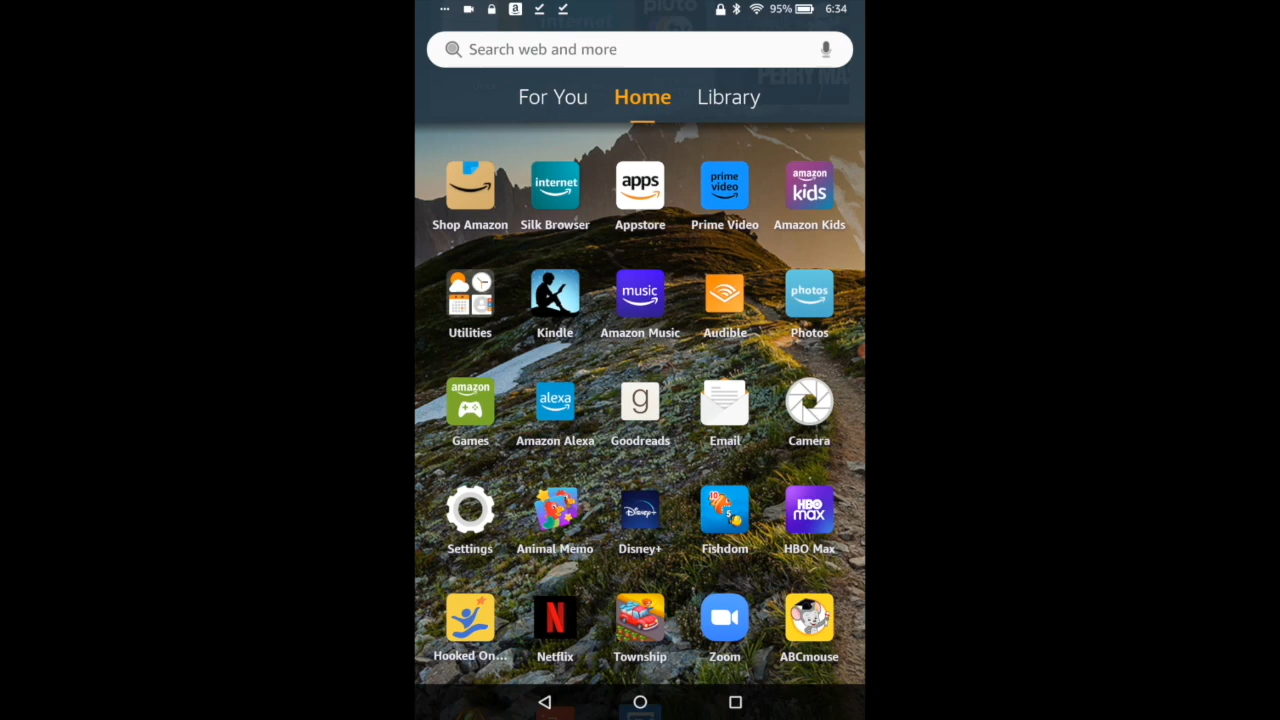 95% 6:34
Search web and more
For You Home Library
internet apps prime video amazon kids
Shop Amazon Silk Browser Appstore Prime Video Amazon Kids
music photos
Utilities Kindle Amazon Music Audible Photos
amazon alexa g
Games Amazon Alexa Goodreads Email Camera
Disney+ 10 5 HBO max
Settings Animal Memo Disney+ Fishdom HBO Max
N
Hooked On... Netflix Township Zoom ABCmouse